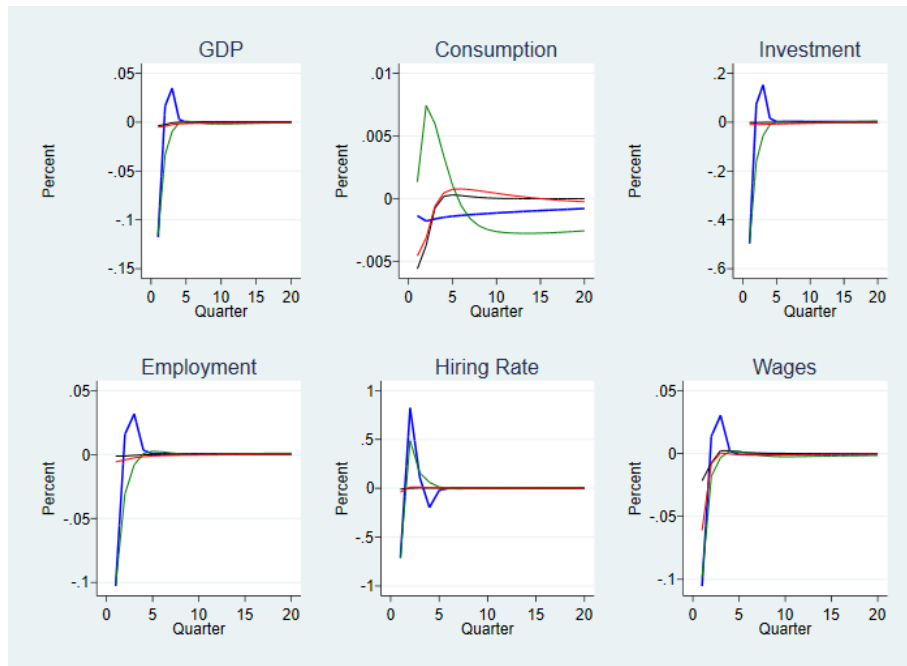 GDP
.05
0
-.05
-.1
-.15
Percent
0 5 10 15 20
Quarter
Consumption
.01
.005
0
-.005
Percent
0 5 10 15 20
Quarter
Investment
.2
0
-.2
-.4
-.6
Percent
0 5 10 15 20
Quarter
Employment
.05
0
-.05
-.1
Percent
0 5 10 15 20
Quarter
Hiring Rate
1
.5
0
-.5
-1
Percent
0 5 10 15 20
Quarter
Wages
.05
0
-.05
-.1
Percent
0 5 10 15 20
Quarter